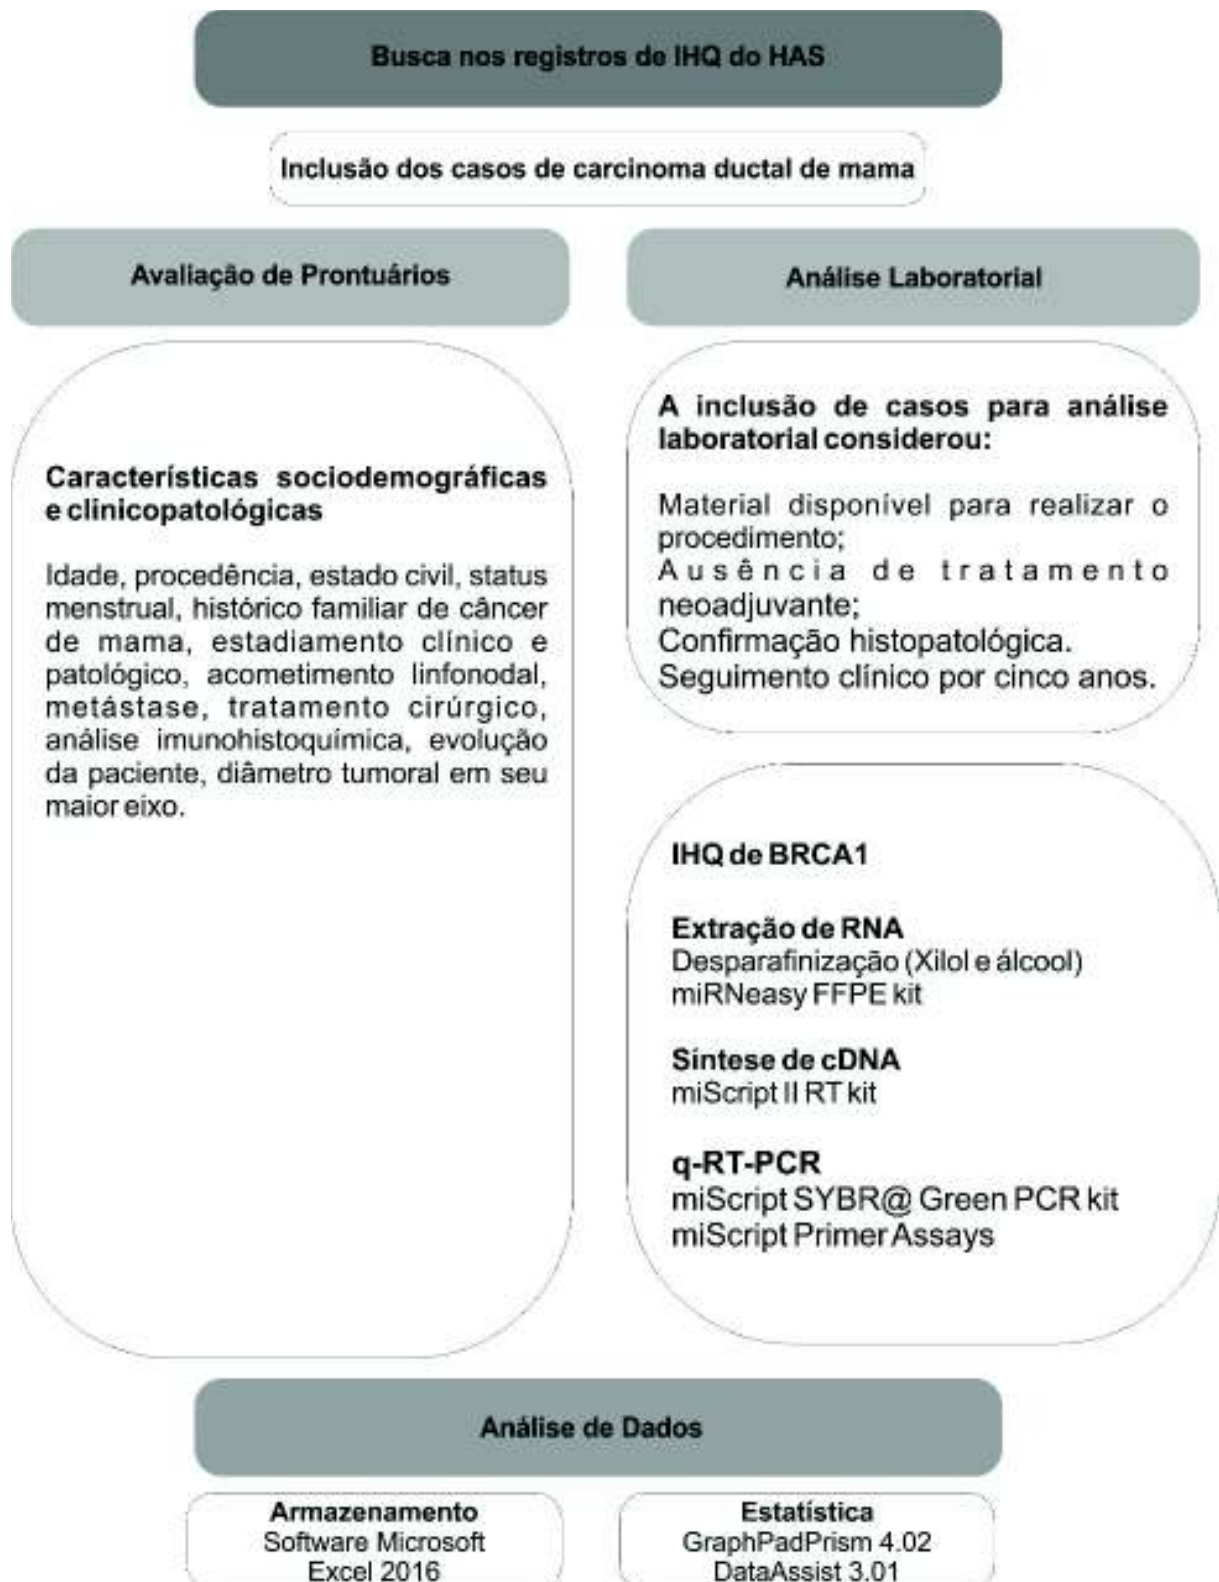 Busca nos registros de IHQ do HAS
Inclusão dos casos de carcinoma ductal de mama
Avaliação de Prontuários
Características sociodemográficas
e clinicopatológicas
Idade, procedência, estado civil, status
menstrual, histórico familiar de câncer
de mama, estadiamento clínico e
patológico, acometimento linfonodal,
metástase, tratamento cirúrgico,
análise imunohistoquímica, evolução
da paciente, diâmetro tumoral em seu
maior eixo.
Análise Laboratorial
A inclusão de casos para análise
laboratorial considerou:
Material disponível para realizar o
procedimento;
Ausência de tratamento
neoadjuvante;
Confirmação histopatológica.
Seguimento clínico por cinco anos.
IHQ de BRCA1
Extração de RNA
Desparafinização (Xilol e álcool)
miRNeasy FFPE kit
Síntese de cDNA
miScript II RT kit
q-RT-PCR
miScript SYBR@ Green PCR kit
miScript Primer Assays
Análise de Dados
Armazenamento
Software Microsoft
Excel 2016
Estatística
GraphPadPrism 4.02
DataAssist 3.01